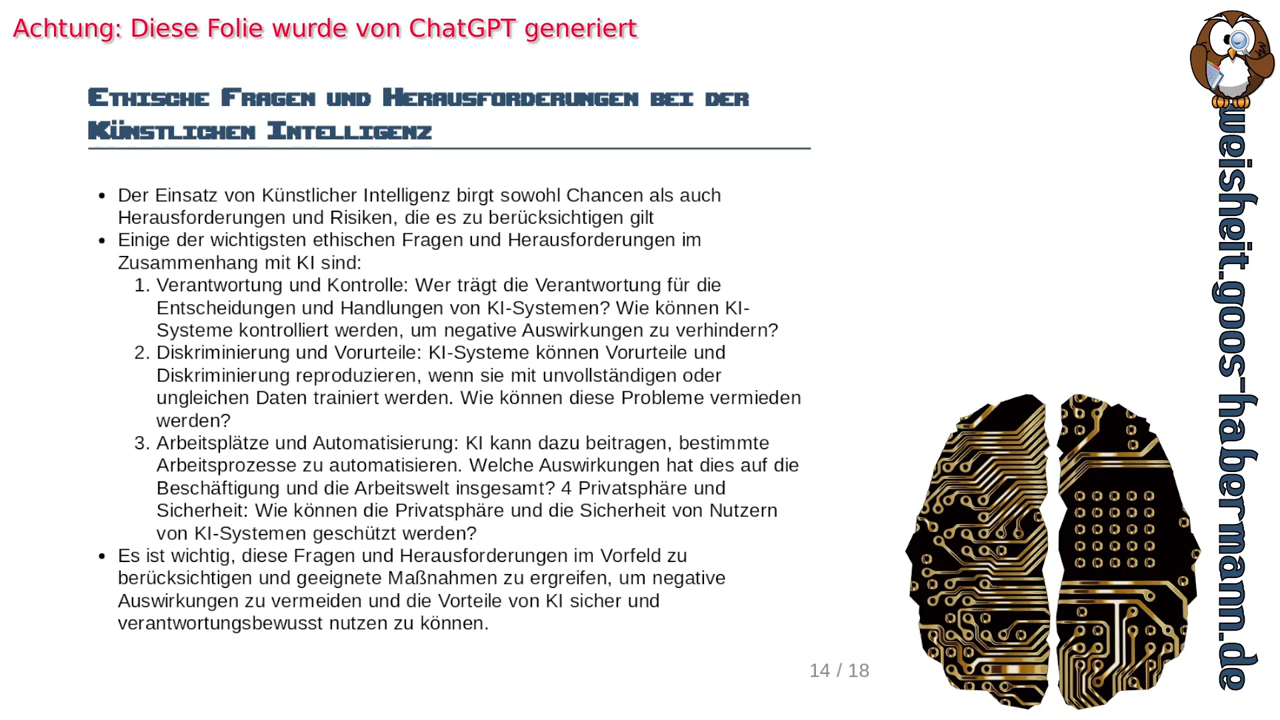 Achtung: Diese Folie wurde von ChatGPT generiert
Ethische Fragen und Herausforderungen bei der
Künstlichen Intelligenz
• Der Einsatz von Künstlicher Intelligenz birgt sowohl Chancen als auch
Herausforderungen und Risiken, die es zu berücksichtigen gilt
• Einige der wichtigsten ethischen Fragen und Herausforderungen im
Zusammenhang mit KI sind:
1. Verantwortung und Kontrolle: Wer trägt die Verantwortung für die
Entscheidungen und Handlungen von KI-Systemen? Wie können KI-
Systeme kontrolliert werden, um negative Auswirkungen zu verhindern?
2. Diskriminierung und Vorurteile: KI-Systeme können Vorurteile und
Diskriminierung reproduzieren, wenn sie mit unvollständigen oder
ungleichen Daten trainiert werden. Wie können diese Probleme vermieden
werden?
3. Arbeitsplätze und Automatisierung: KI kann dazu beitragen, bestimmte
Arbeitsprozesse zu automatisieren. Welche Auswirkungen hat dies auf die
Beschäftigung und die Arbeitswelt insgesamt? 4 Privatsphäre und
Sicherheit: Wie können die Privatsphäre und die Sicherheit von Nutzern
von KI-Systemen geschützt werden?
• Es ist wichtig, diese Fragen und Herausforderungen im Vorfeld zu
berücksichtigen und geeignete Maßnahmen zu ergreifen, um negative
Auswirkungen zu vermeiden und die Vorteile von KI sicher und
verantwortungsbewusst nutzen zu können.
14 / 18
weisheit.goos-habermann.de